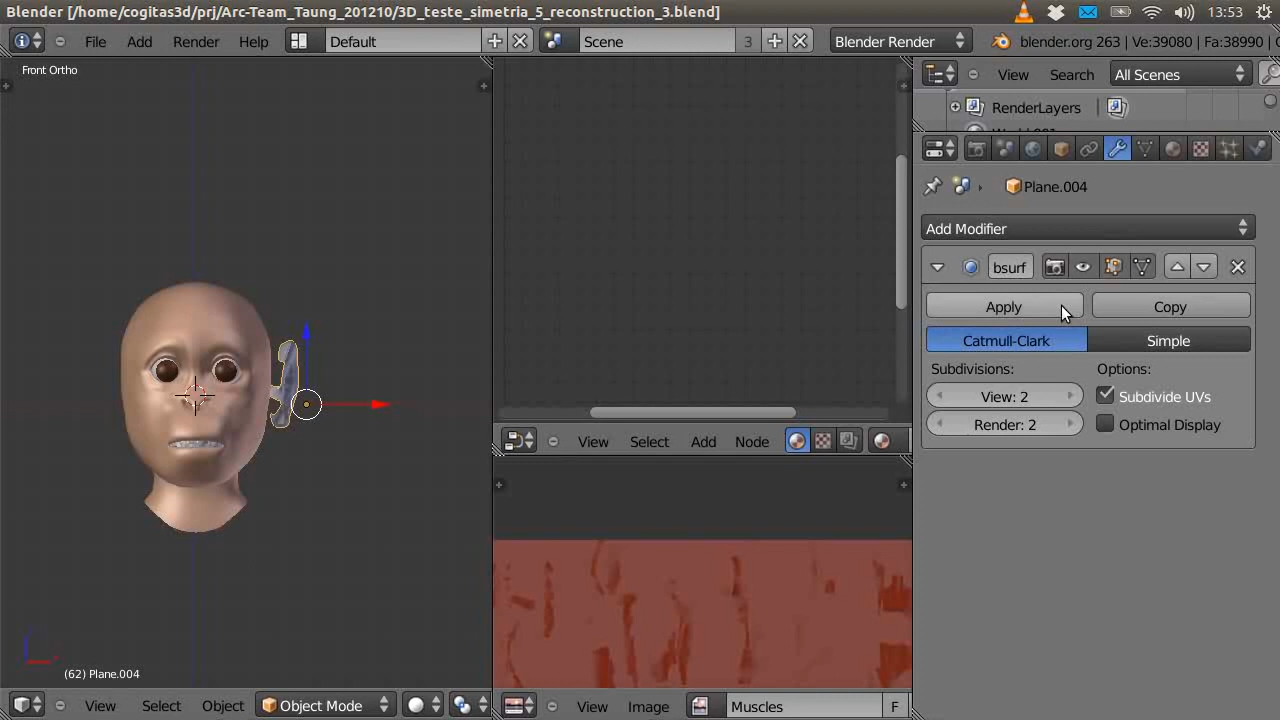 Blender [/home/cogitas3d/prj/Arc-Team_Taung_201210/3D_teste_simetria_5_reconstruction_3.blend]
13:53
File Add Render Help Default Scene 3 Blender Render blender.org 263 | Ve:39080 | Fa:38990 |
Front Ortho
View Search All Scenes
RenderLayers
Plane.004
Add Modifier
bsurf
Apply Copy
Catmull-Clark Simple
Subdivisions: Options:
View: 2 Subdivide UVs
Render: 2 Optimal Display
View Select Add Node
(62) Plane.004
View Select Object Object Mode
View Image Muscles F